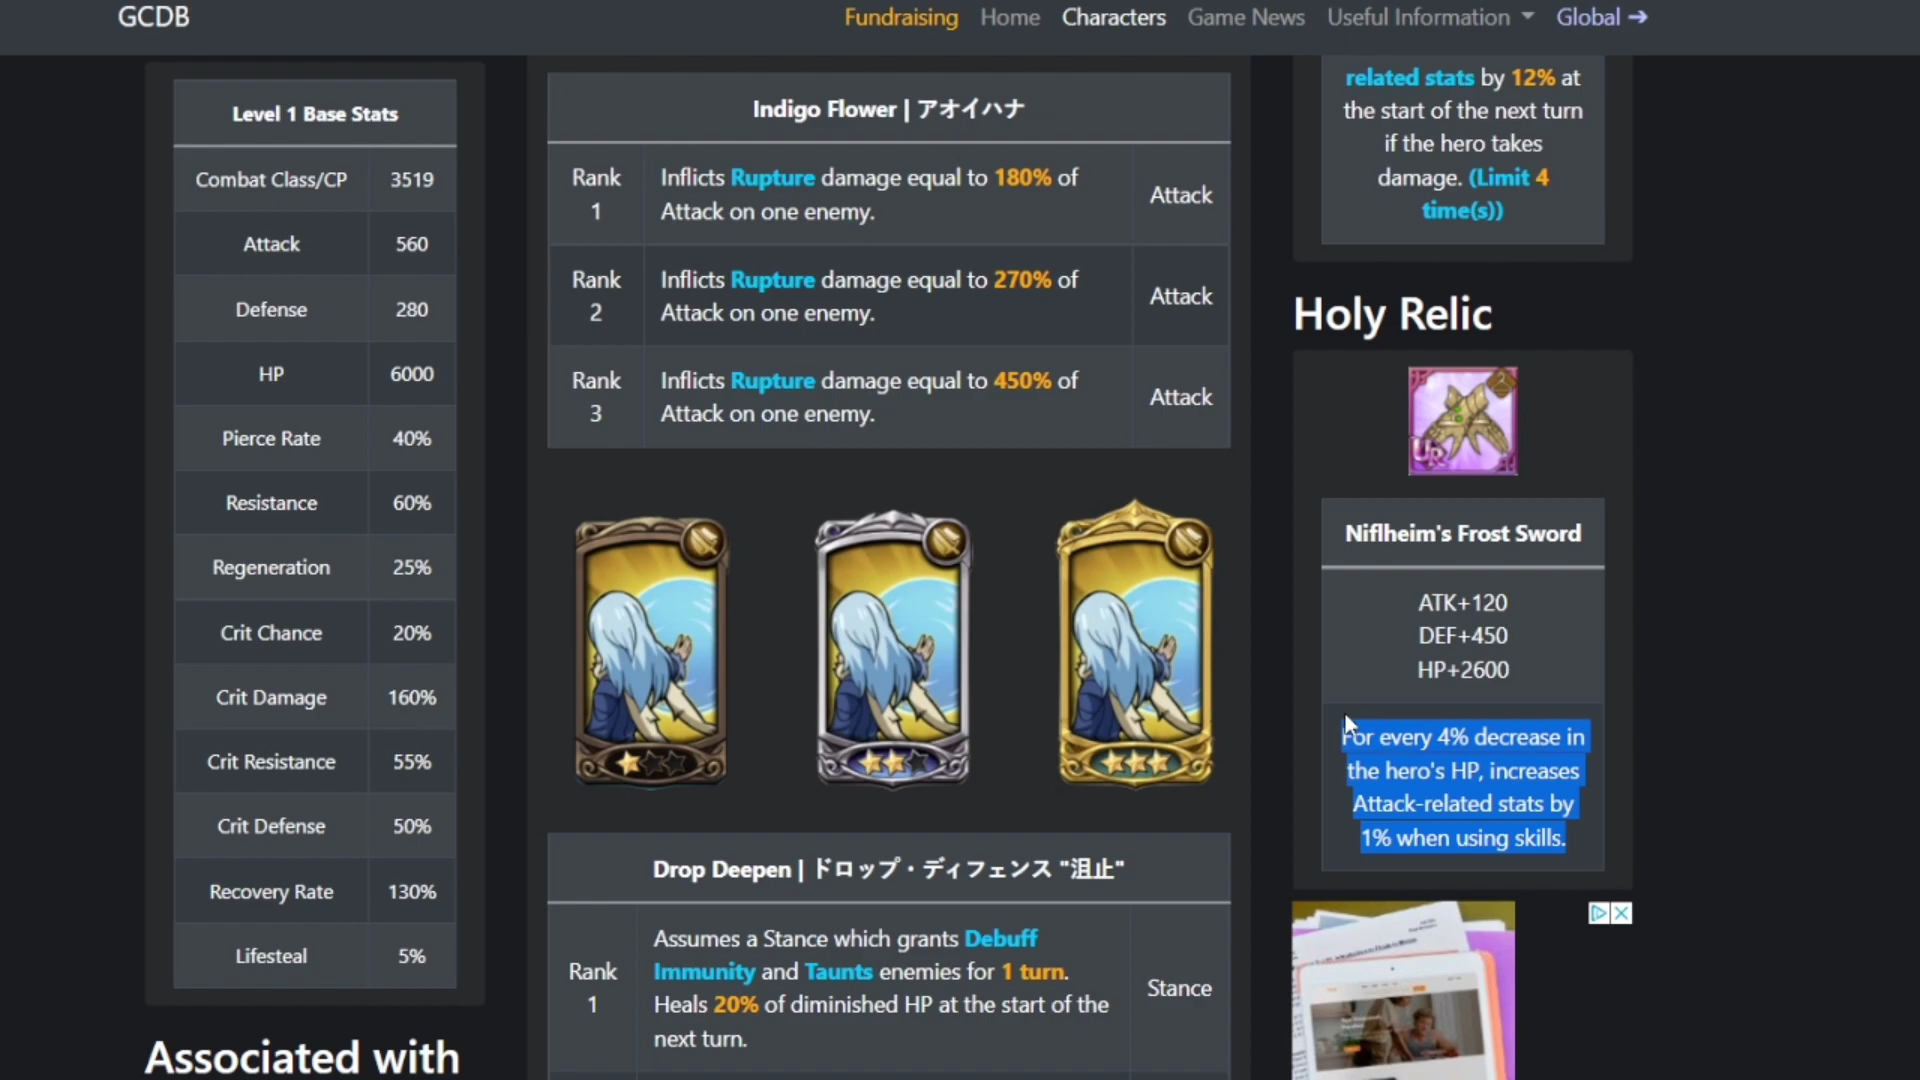 GCDB
Fundraising Home Characters Game News Useful Information Global
Level 1 Base Stats
Combat Class/CP 3519
Attack 560
Defense 280
HP 6000
Pierce Rate 40%
Resistance 60%
Regeneration 25%
Crit Chance 20%
Crit Damage 160%
Crit Resistance 55%
Crit Defense 50%
Recovery Rate 130%
Lifesteal 5%
Associated with
Indigo Flower | アオイハナ
Rank
1
Inflicts Rupture damage equal to 180% of
Attack on one enemy.
Attack
Rank
2
Inflicts Rupture damage equal to 270% of
Attack on one enemy.
Attack
Rank
3
Inflicts Rupture damage equal to 450% of
Attack on one enemy.
Attack
Drop Deepen | ドロップ・ディフェンス "沮止"
Rank
1
Assumes a Stance which grants Debuff
Immunity and Taunts enemies for 1 turn.
Heals 20% of diminished HP at the start of the
next turn.
Stance
related stats by 12% at
the start of the next turn
if the hero takes
damage. (Limit 4
time(s))
Holy Relic
2
UR
Niflheim's Frost Sword
ATK+120
DEF+450
HP+2600
For every 4% decrease in
the hero's HP, increases
Attack-related stats by
1% when using skills.